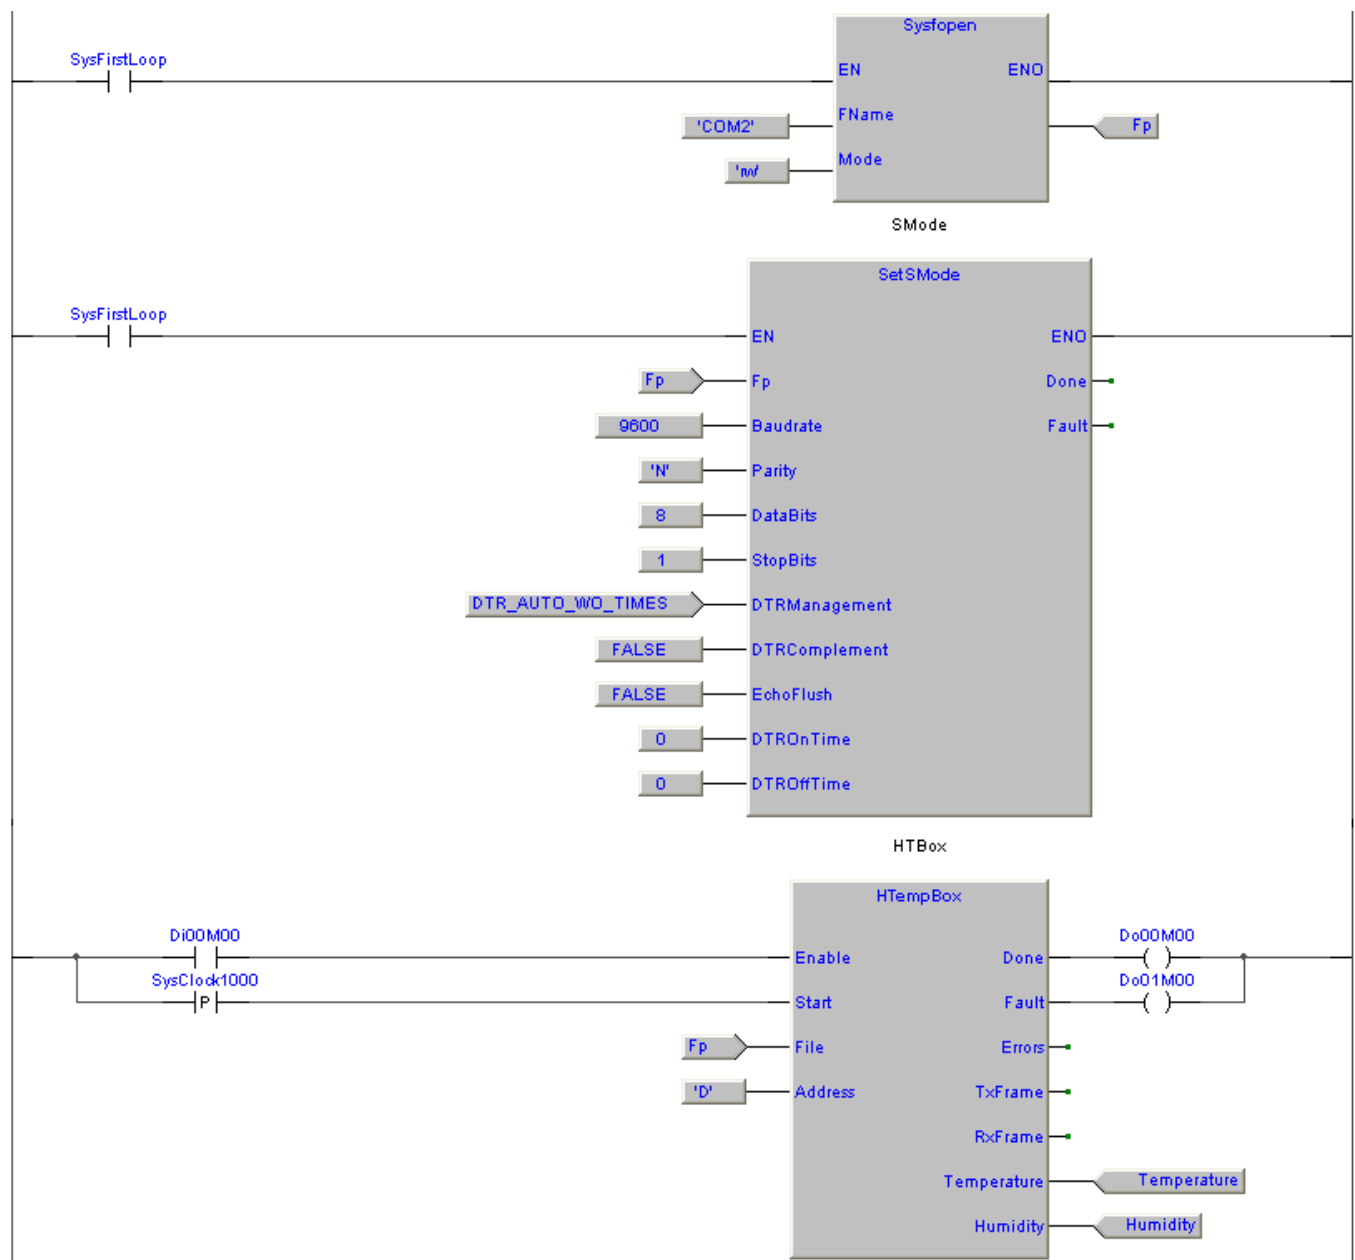 Sysfopen
SysFirstLoop
EN ENO
'COM2' FName Fp
'rw' Mode
SMode
SetSMode
SysFirstLoop
EN ENO
Fp Fp Done
9600 Baudrate Fault
'N' Parity
8 DataBits
1 StopBits
DTR_AUTO_WO_TIMES DTRManagement
FALSE DTRComplement
FALSE EchoFlush
0 DTROnTime
0 DTROffTime
HTBox
HTempBox
Di00M00 Do00M00
Enable Done
SysClock1000 Do01M00
P Start Fault
Fp File Errors
'D' Address TxFrame
RxFrame
Temperature Temperature
Humidity Humidity